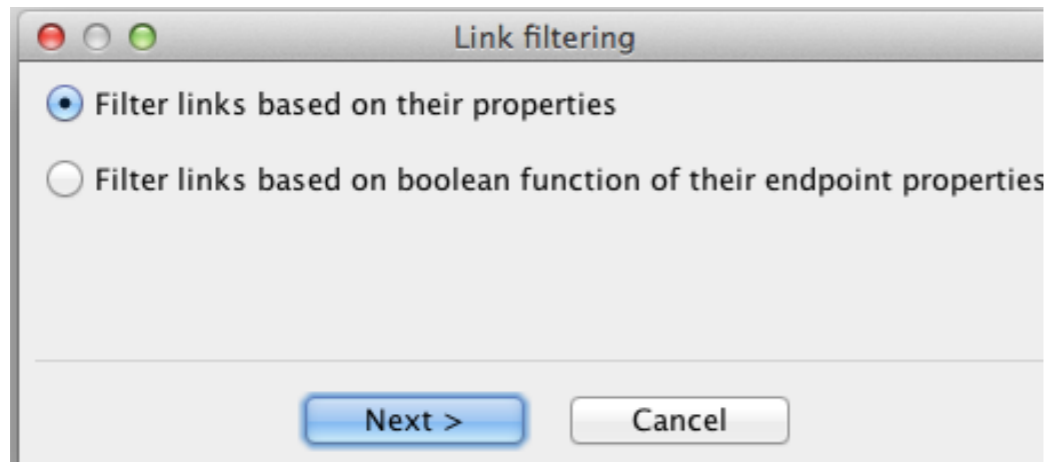 Link filtering
Filter links based on their properties
Filter links based on boolean function of their endpoint properties
Next >
Cancel